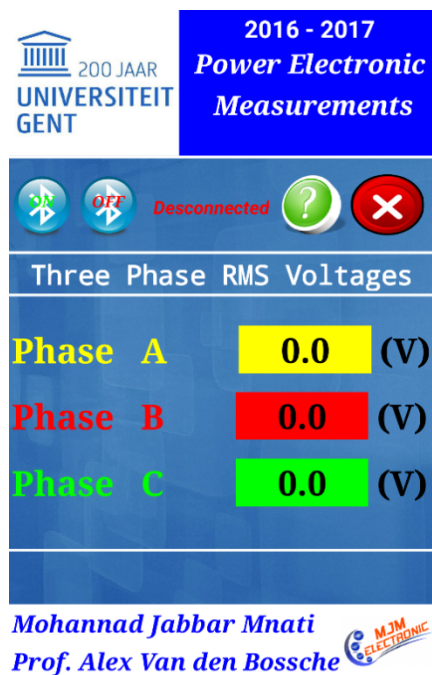 200 JAAR
UNIVERSITEIT
GENT
2016 - 2017
Power Electronic
Measurements
ON
OFF
Desconnected
?
Three Phase RMS Voltages
Phase A 0.0 (V)
Phase B 0.0 (V)
Phase C 0.0 (V)
Mohannad Jabbar Mnati
Prof. Alex Van den Bossche
MJM
ELECTRONIC